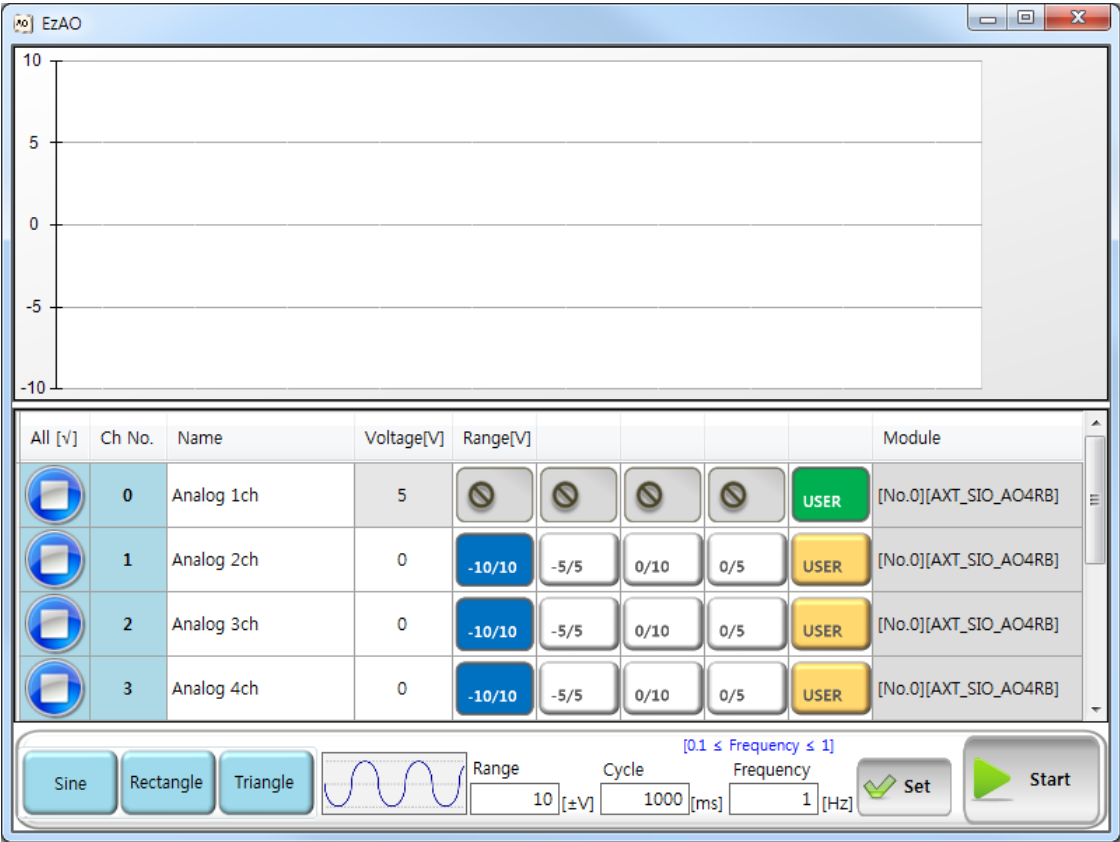 AO EzAO
10
5
0
-5
-10
All [√] Ch No. Name Voltage[V] Range[V] Module
0 Analog 1ch 5 USER [No.0][AXT_SIO_AO4RB]
1 Analog 2ch 0 -10/10 -5/5 0/10 0/5 USER [No.0][AXT_SIO_AO4RB]
2 Analog 3ch 0 -10/10 -5/5 0/10 0/5 USER [No.0][AXT_SIO_AO4RB]
3 Analog 4ch 0 -10/10 -5/5 0/10 0/5 USER [No.0][AXT_SIO_AO4RB]
[0.1 ≤ Frequency ≤ 1]
Range Cycle Frequency
Sine Rectangle Triangle 10 [±V] 1000 [ms] 1 [Hz] Set Start